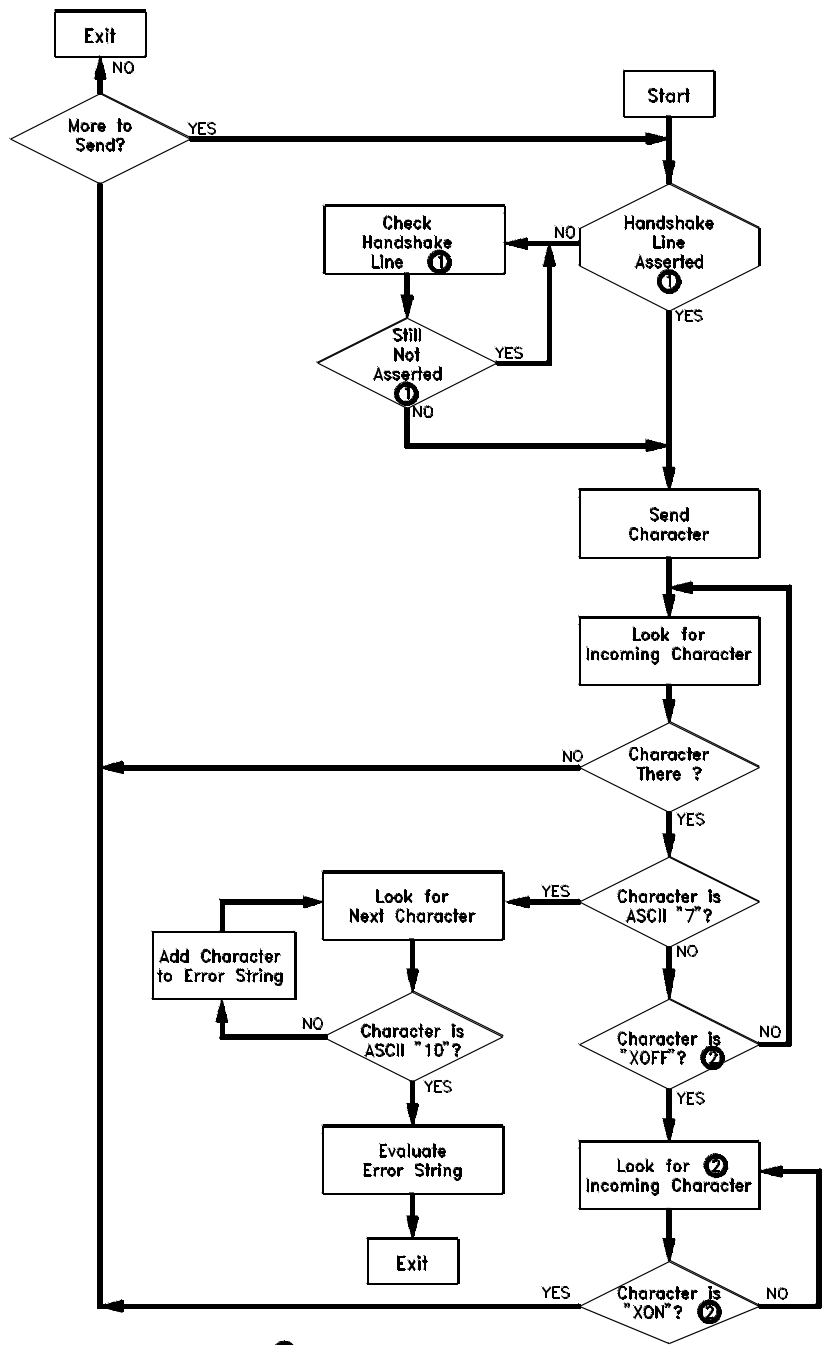 Exit
NO
Start
More to
Send?
YES
Check
Handshake
Line ①
NO
Handshake
Line
Asserted
①
YES
Still
Not
Asserted
①
YES
NO
Send
Character
Look for
Incoming Character
NO
Character
There ?
YES
Look for
Next Character
YES
Character is
ASCII "7"?
NO
Add Character
to Error String
NO
Character is
ASCII "10"?
YES
Character is
"XOFF"? ②
NO
YES
Evaluate
Error String
Look for ②
Incoming Character
Exit
YES
Character is
"XON"? ②
NO